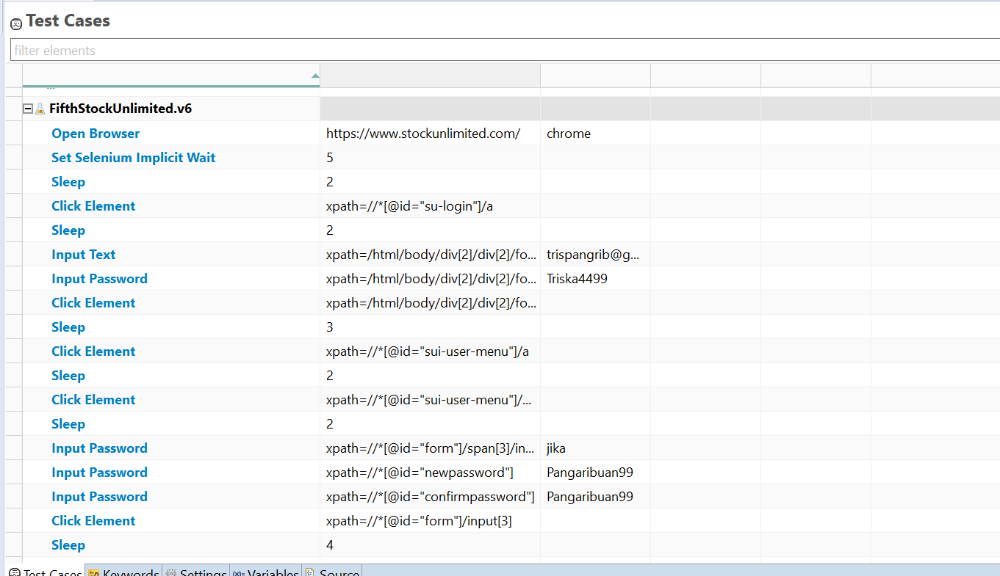 Test Cases
filter elements
FifthStockUnlimited.v6
Open Browser https://www.stockunlimited.com/ chrome
Set Selenium Implicit Wait 5
Sleep 2
Click Element xpath=//*[@id="su-login"]/a
Sleep 2
Input Text xpath=/html/body/div[2]/div[2]/fo... trispangrib@g...
Input Password xpath=/html/body/div[2]/div[2]/fo... Triska4499
Click Element xpath=/html/body/div[2]/div[2]/fo...
Sleep 3
Click Element xpath=//*[@id="sui-user-menu"]/a
Sleep 2
Click Element xpath=//*[@id="sui-user-menu"]/...
Sleep 2
Input Password xpath=//*[@id="form"]/span[3]/in... jika
Input Password xpath=//*[@id="newpassword"] Pangaribuan99
Input Password xpath=//*[@id="confirmpassword"] Pangaribuan99
Click Element xpath=//*[@id="form"]/input[3]
Sleep 4
Test Cases Keywords Settings Variables Source